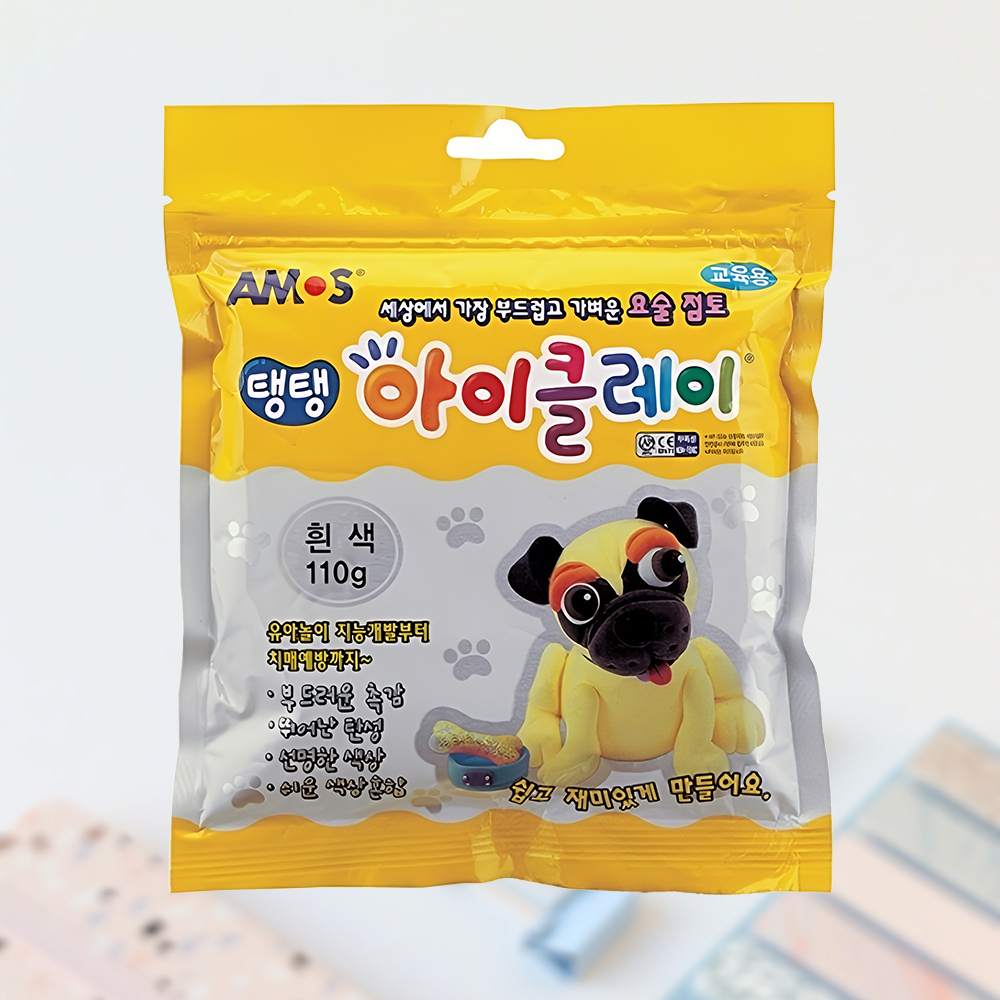 AMOS®
교육용
세상에서 가장 부드럽고 가벼운 요술 점토
탱탱 아이클레이®
CE
흰색
110g
유아놀이 지능개발부터
치매예방까지~
· 부드러운 촉감
· 뛰어난 탄성
· 선명한 색상
· 쉬운 색상혼합
쉽고 재미있게 만들어요.